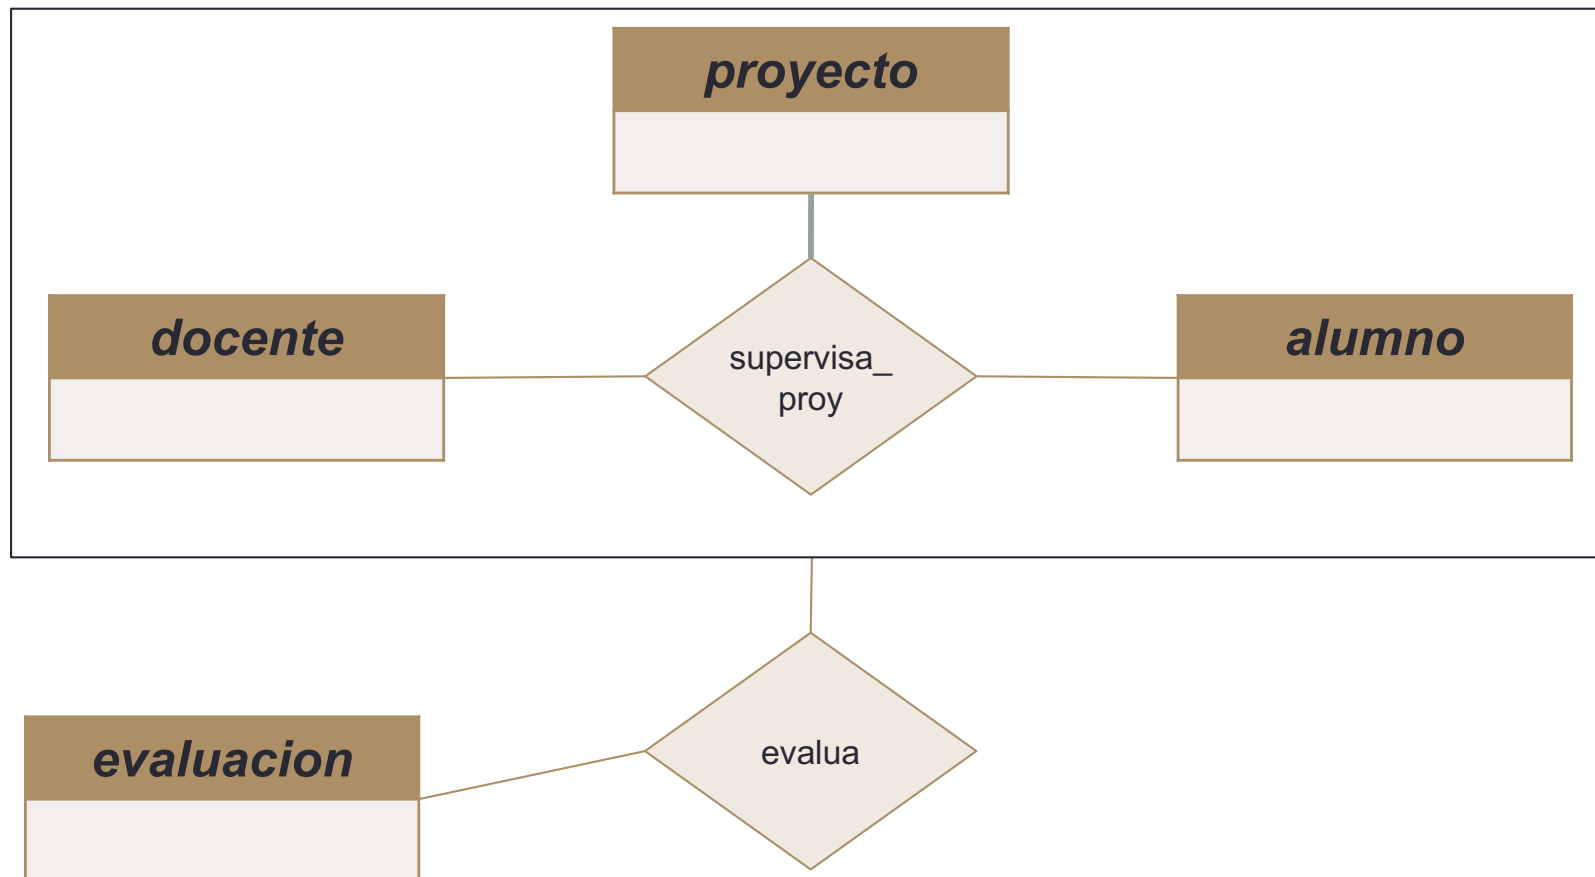 proyecto
docente
supervisa_
proy
alumno
evaluacion
evalua